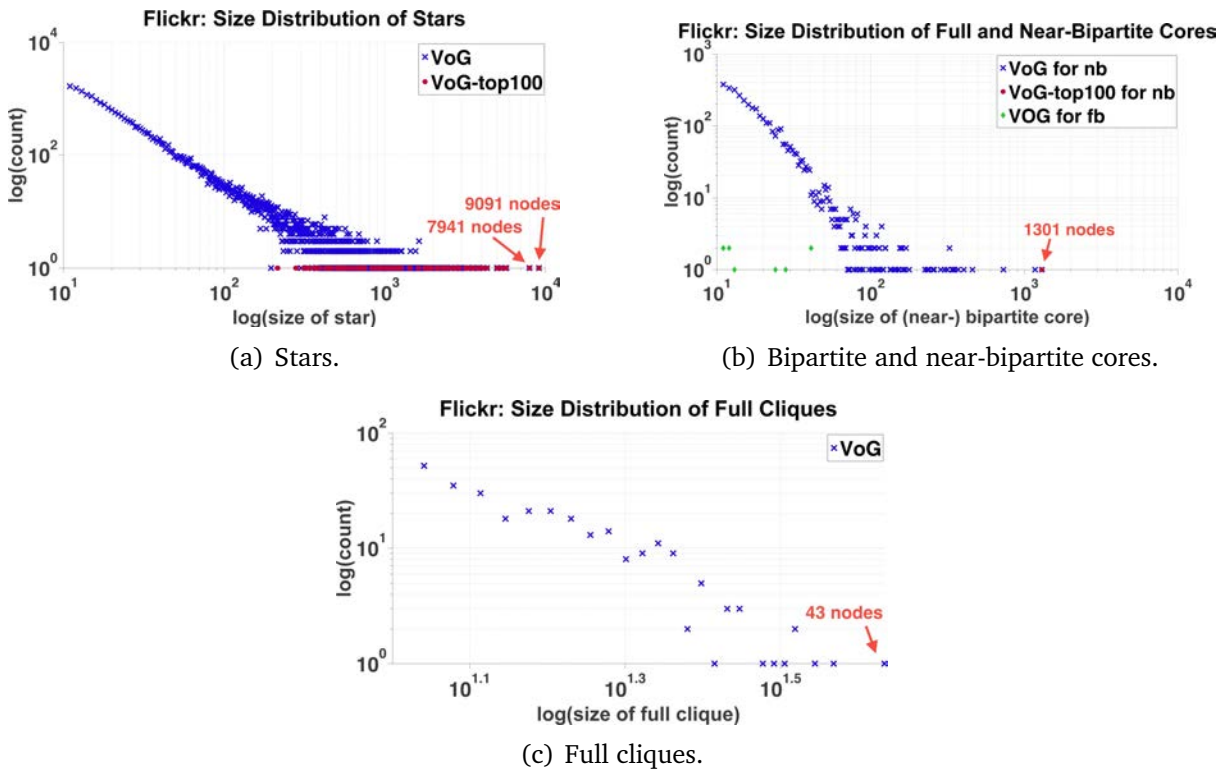 Flickr: Size Distribution of Stars
10^4
10^2
10^0
log(count)
VoG
VoG-top100
9091 nodes
7941 nodes
10^1 10^2 10^3 10^4
log(size of star)
(a) Stars.
Flickr: Size Distribution of Full and Near-Bipartite Cores
10^3
10^2
10^1
10^0
log(count)
VoG for nb
VoG-top100 for nb
VOG for fb
1301 nodes
10^1 10^2 10^3 10^4
log(size of (near-) bipartite core)
(b) Bipartite and near-bipartite cores.
Flickr: Size Distribution of Full Cliques
10^2
10^1
10^0
log(count)
VoG
43 nodes
10^1.1 10^1.3 10^1.5
log(size of full clique)
(c) Full cliques.